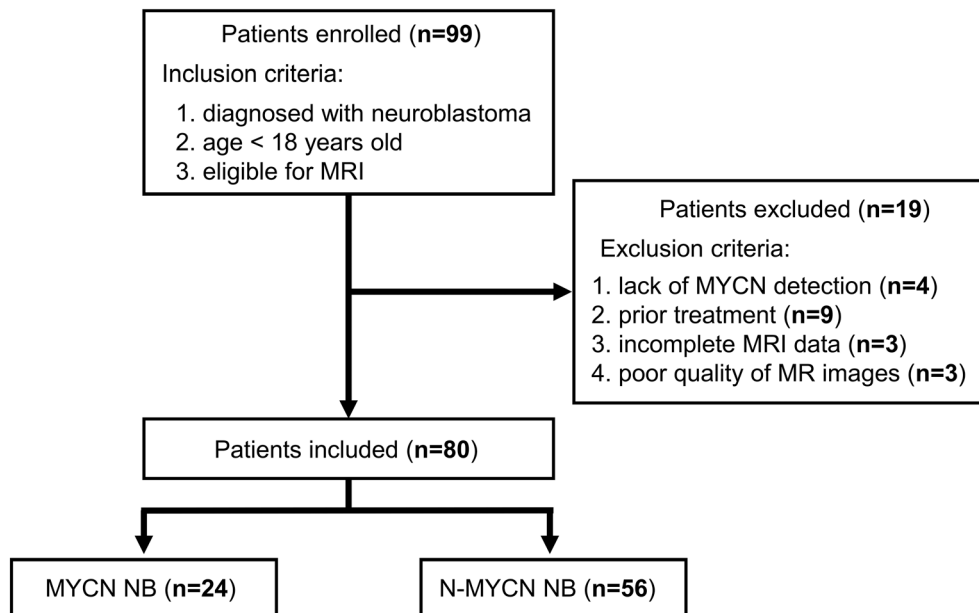 Patients enrolled (n=99)
Inclusion criteria:
1. diagnosed with neuroblastoma
2. age < 18 years old
3. eligible for MRI
Patients excluded (n=19)
Exclusion criteria:
1. lack of MYCN detection (n=4)
2. prior treatment (n=9)
3. incomplete MRI data (n=3)
4. poor quality of MR images (n=3)
Patients included (n=80)
MYCN NB (n=24)
N-MYCN NB (n=56)